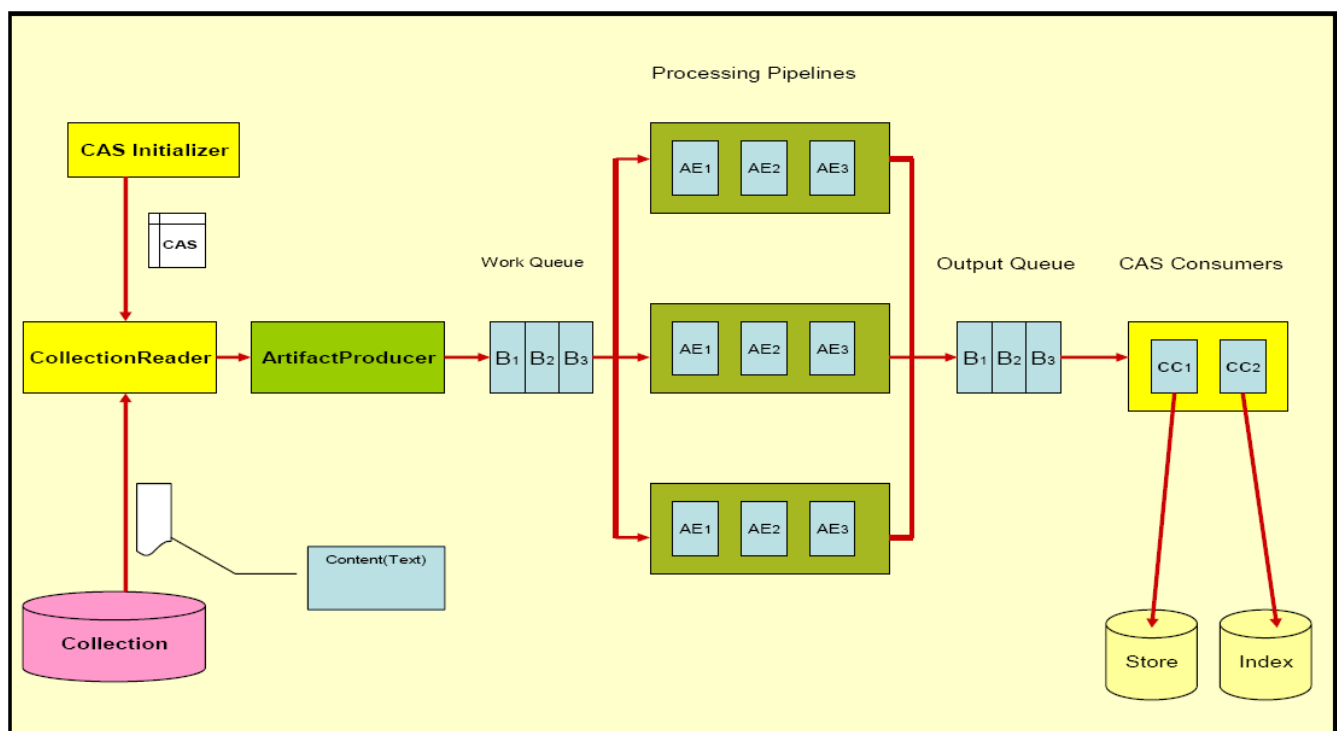 Processing Pipelines
CAS Initializer
AE1 AE2 AE3
CAS
Work Queue
Output Queue
CAS Consumers
CollectionReader
ArtifactProducer
B1 B2 B3
AE1 AE2 AE3
B1 B2 B3
CC1 CC2
AE1 AE2 AE3
Content(Text)
Collection
Store
Index